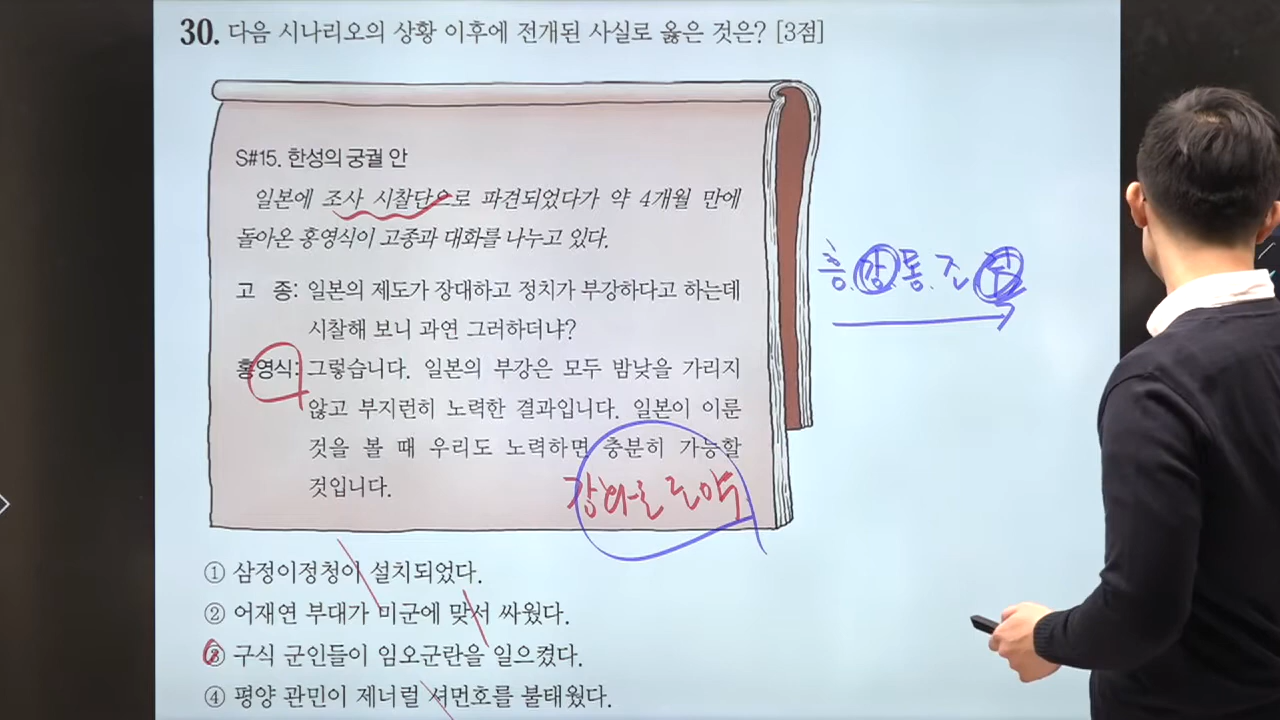 30. 다음 시나리오의 상황 이후에 전개된 사실로 옳은 것은? [3점]
S#15. 한성의 궁궐 안
일본에 조사 시찰단으로 파견되었다가 약 4개월 만에
돌아온 홍영식이 고종과 대화를 나누고 있다.
고 종: 일본의 제도가 장대하고 정치가 부강하다고 하는데
시찰해 보니 과연 그러하더냐?
홍영식: 그렇습니다. 일본의 부강은 모두 밤낮을 가리지
않고 부지런히 노력한 결과입니다. 일본이 이룬
것을 볼 때 우리도 노력하면 충분히 가능할
것입니다.
강화도 조약
흥.강.통.조
① 삼정이정청이 설치되었다.
② 어재연 부대가 미군에 맞서 싸웠다.
③ 구식 군인들이 임오군란을 일으켰다.
④ 평양 관민이 제너럴 셔먼호를 불태웠다.